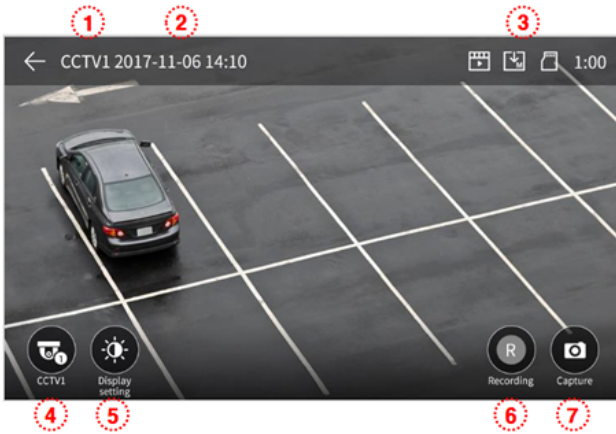 1 2 3
CCTV1 2017-11-06 14:10 1:00
1
CCTV1
Display
setting
R
Recording
Capture
4 5 6 7